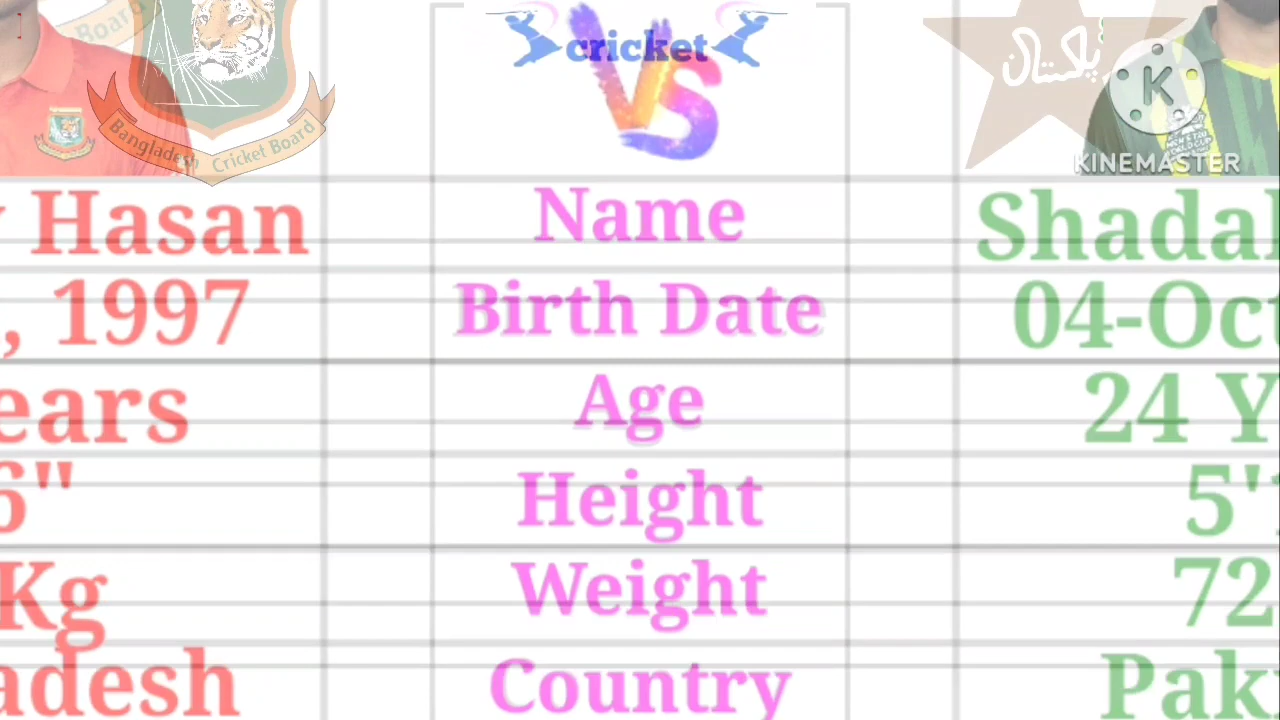 Board
Bangladesh Cricket Board
cricket
VS
پاکستان
K
KINEMASTER
Hasan Name Shada
, 1997 Birth Date 04-Oct
ears Age 24 Y
6" Height 5'
Kg Weight 72
adesh Country Pak